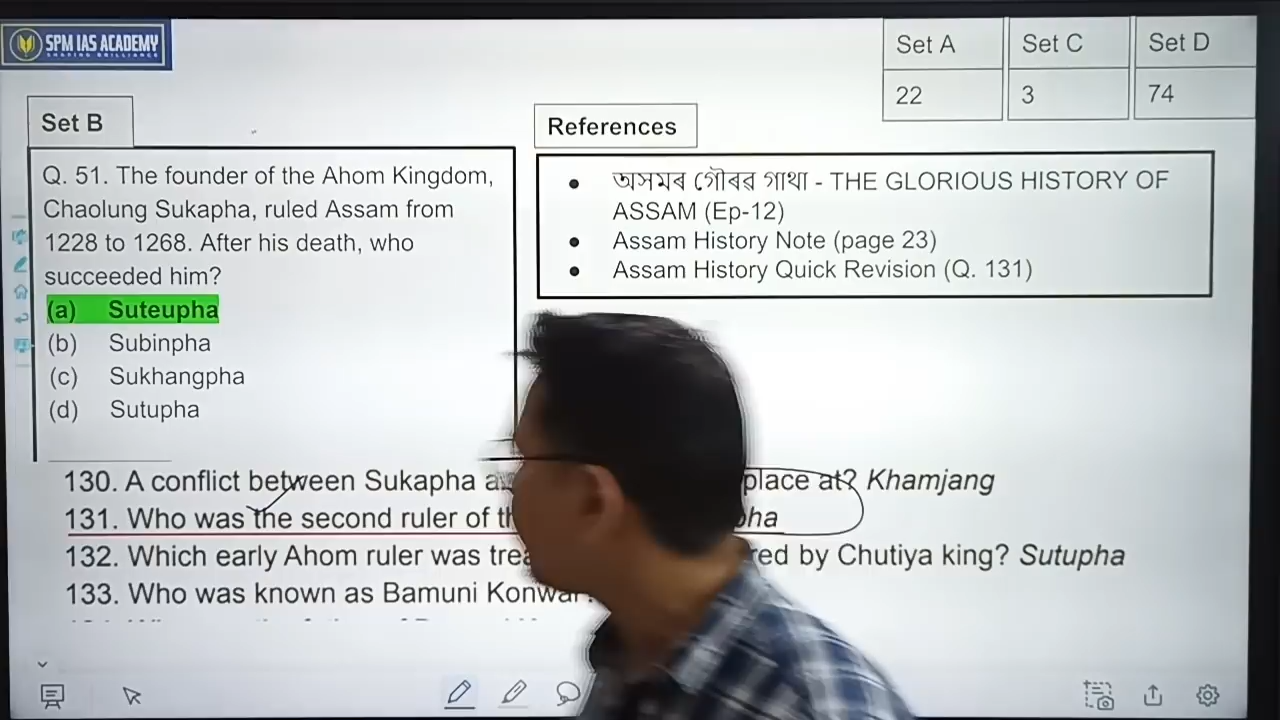 SPM IAS ACADEMY
SHARING BRILLIANCE
Set A Set C Set D
22 3 74
Set B
Q. 51. The founder of the Ahom Kingdom,
Chaolung Sukapha, ruled Assam from
1228 to 1268. After his death, who
succeeded him?
(a) Suteupha
(b) Subinpha
(c) Sukhangpha
(d) Sutupha
References
• অসমৰ গৌৰৱ গাথা - THE GLORIOUS HISTORY OF
ASSAM (Ep-12)
• Assam History Note (page 23)
• Assam History Quick Revision (Q. 131)
130. A conflict between Sukapha place at? Khamjang
131. Who was the second ruler of
132. Which early Ahom ruler was by Chutiya king? Sutupha
133. Who was known as Bamuni Konwar?